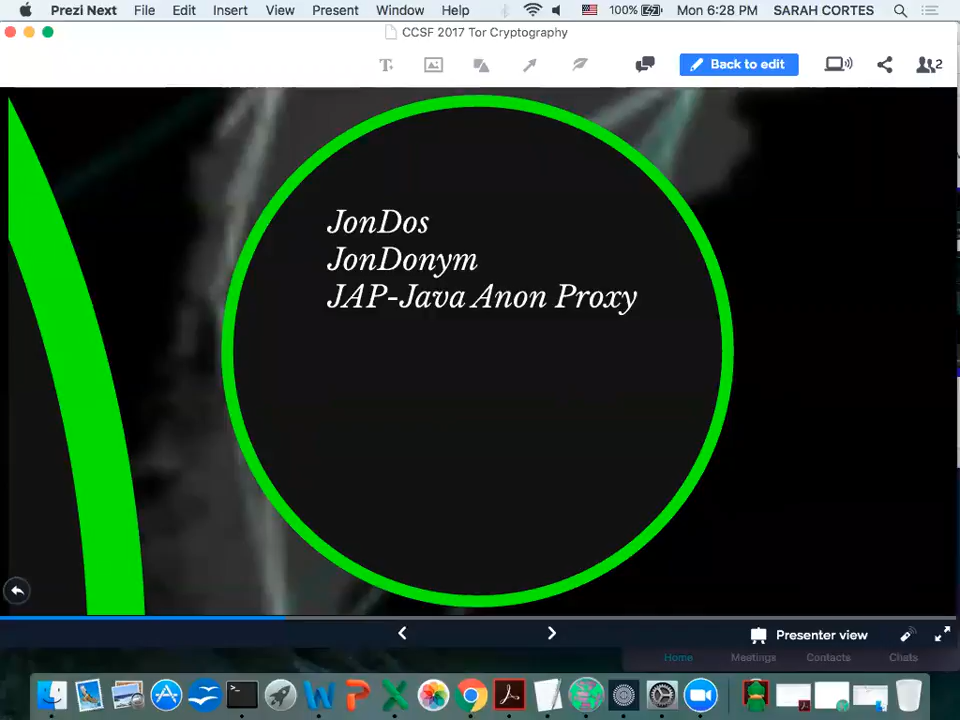 Prezi Next File Edit Insert View Present Window Help 100% Mon 6:28 PM SARAH CORTES
CCSF 2017 Tor Cryptography
Back to edit 2
JonDos
JonDonym
JAP-Java Anon Proxy
Presenter view
Home Meetings Contacts Chats